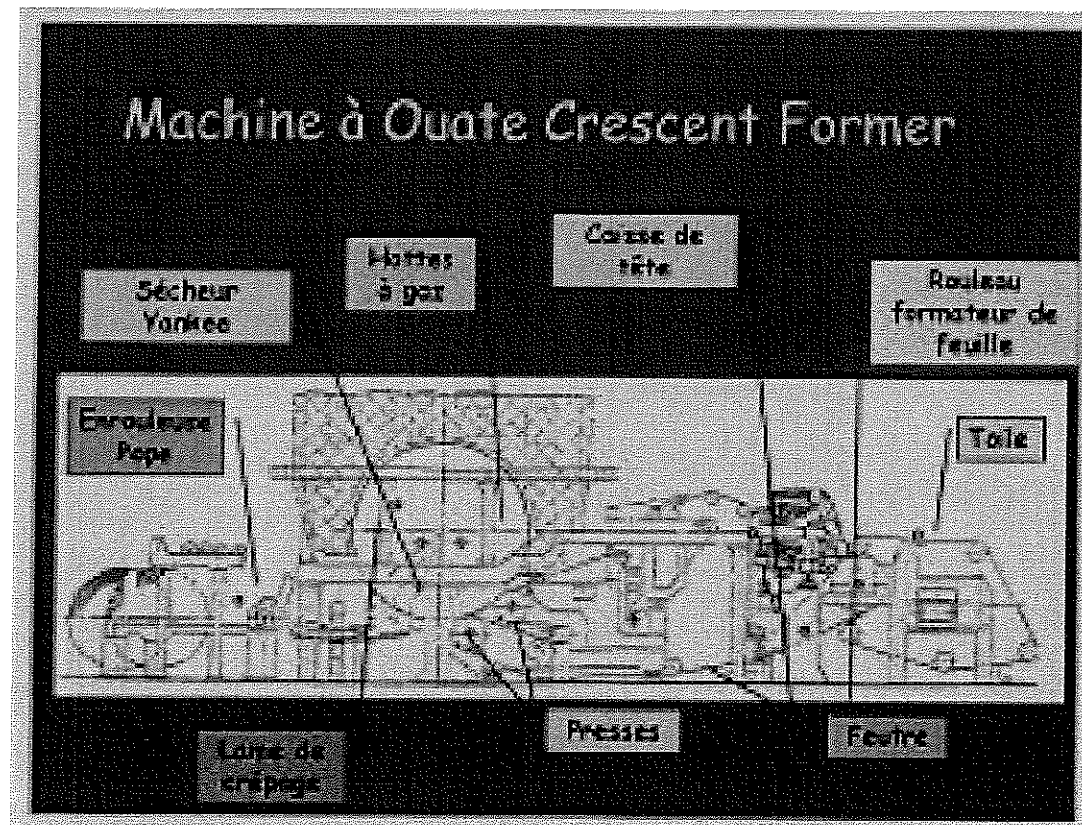 Machine à Ouate Crescent Former
Caisse de
tête
Hottes
à gaz
Sécheur
Yankee
Rouleau
formateur de
feuille
Enrouleuse
Pope
Toile
Presses
Feutre
Lame de
crêpage